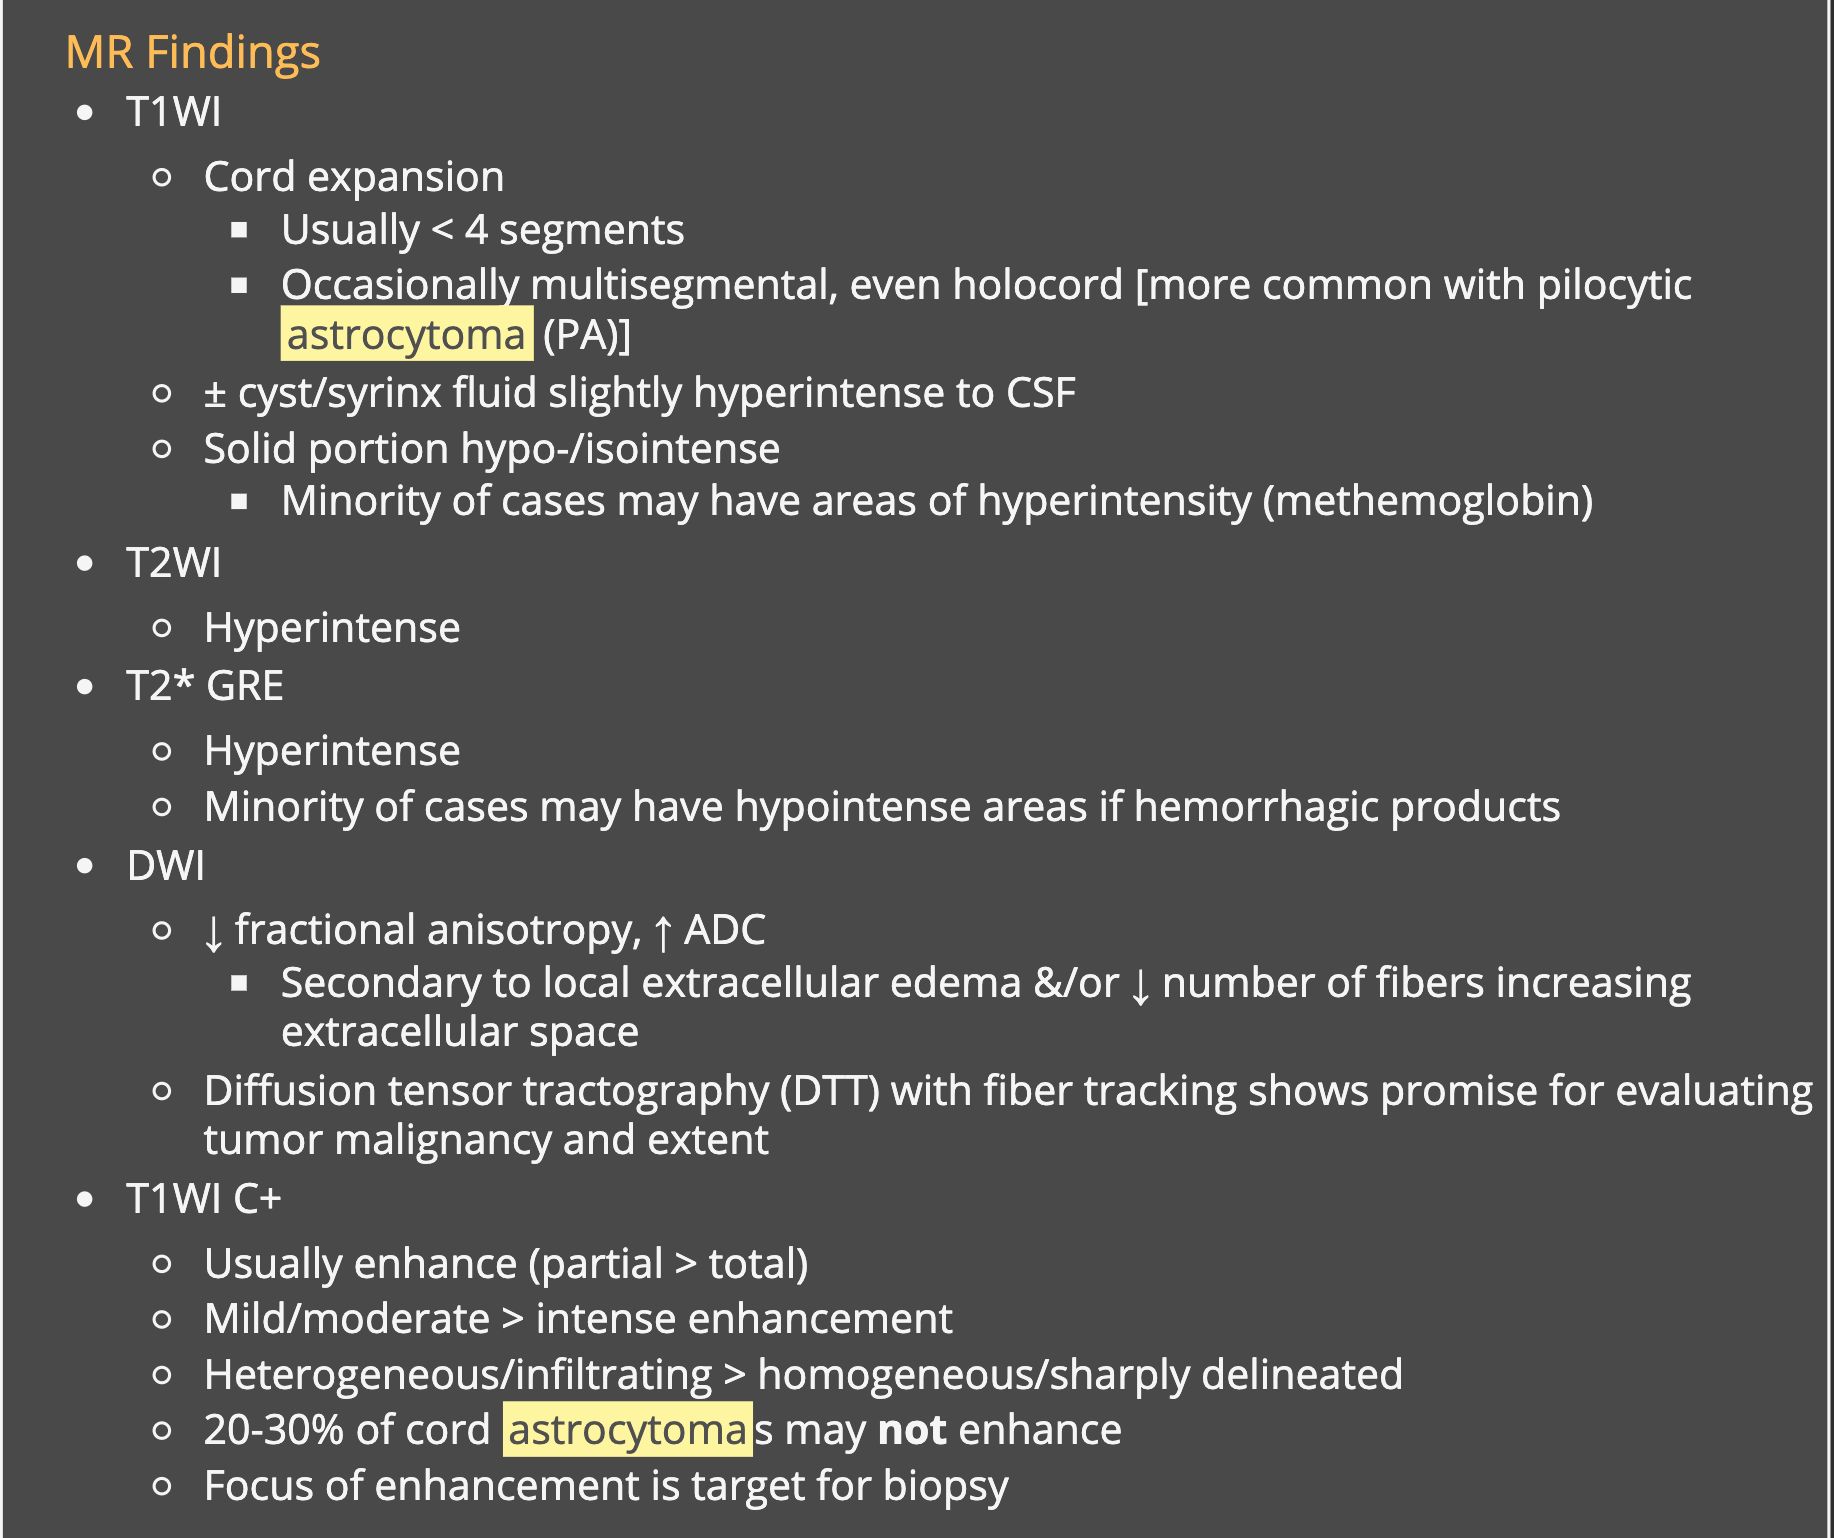 MR Findings
• T1WI
○ Cord expansion
▪ Usually < 4 segments
▪ Occasionally multisegmental, even holocord [more common with pilocytic
astrocytoma (PA)]
○ ± cyst/syrinx fluid slightly hyperintense to CSF
○ Solid portion hypo-/isointense
▪ Minority of cases may have areas of hyperintensity (methemoglobin)
• T2WI
○ Hyperintense
• T2* GRE
○ Hyperintense
○ Minority of cases may have hypointense areas if hemorrhagic products
• DWI
○ ↓ fractional anisotropy, ↑ ADC
▪ Secondary to local extracellular edema &/or ↓ number of fibers increasing
extracellular space
○ Diffusion tensor tractography (DTT) with fiber tracking shows promise for evaluating
tumor malignancy and extent
• T1WI C+
○ Usually enhance (partial > total)
○ Mild/moderate > intense enhancement
○ Heterogeneous/infiltrating > homogeneous/sharply delineated
○ 20-30% of cord astrocytomas may not enhance
○ Focus of enhancement is target for biopsy